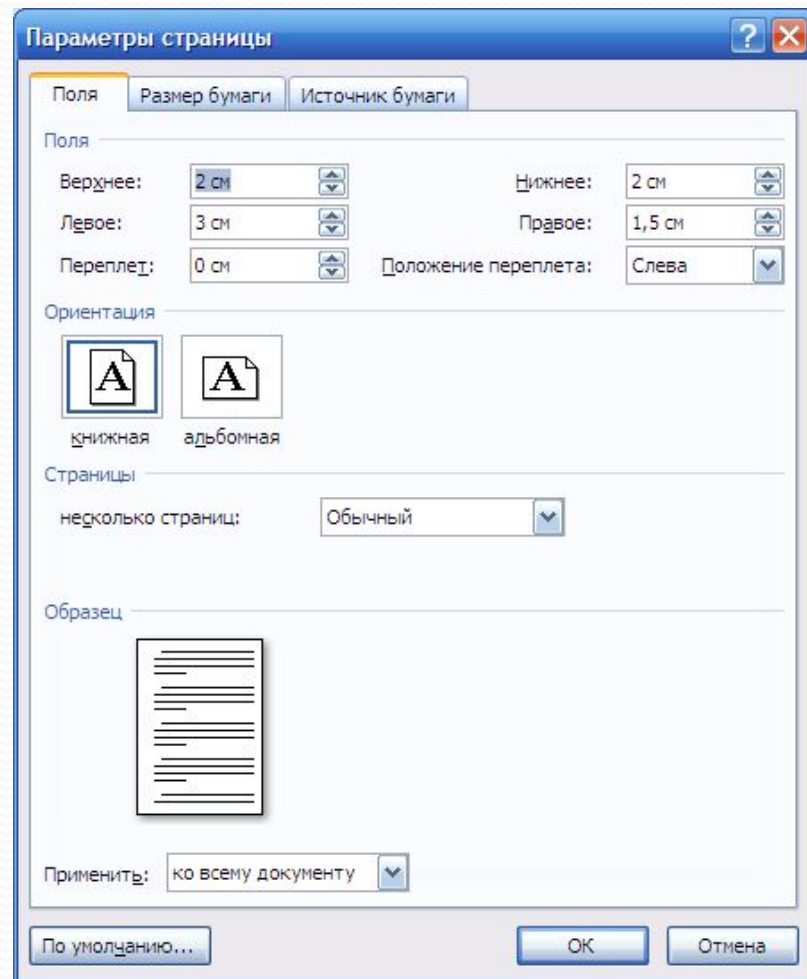 Параметры страницы
Поля Размер бумаги Источник бумаги
Поля
Верхнее: 2 см Нижнее: 2 см
Левое: 3 см Правое: 1,5 см
Переплет: 0 см Положение переплета: Слева
Ориентация
A A
книжная альбомная
Страницы
несколько страниц: Обычный
Образец
Применить: ко всему документу
По умолчанию... ОК Отмена